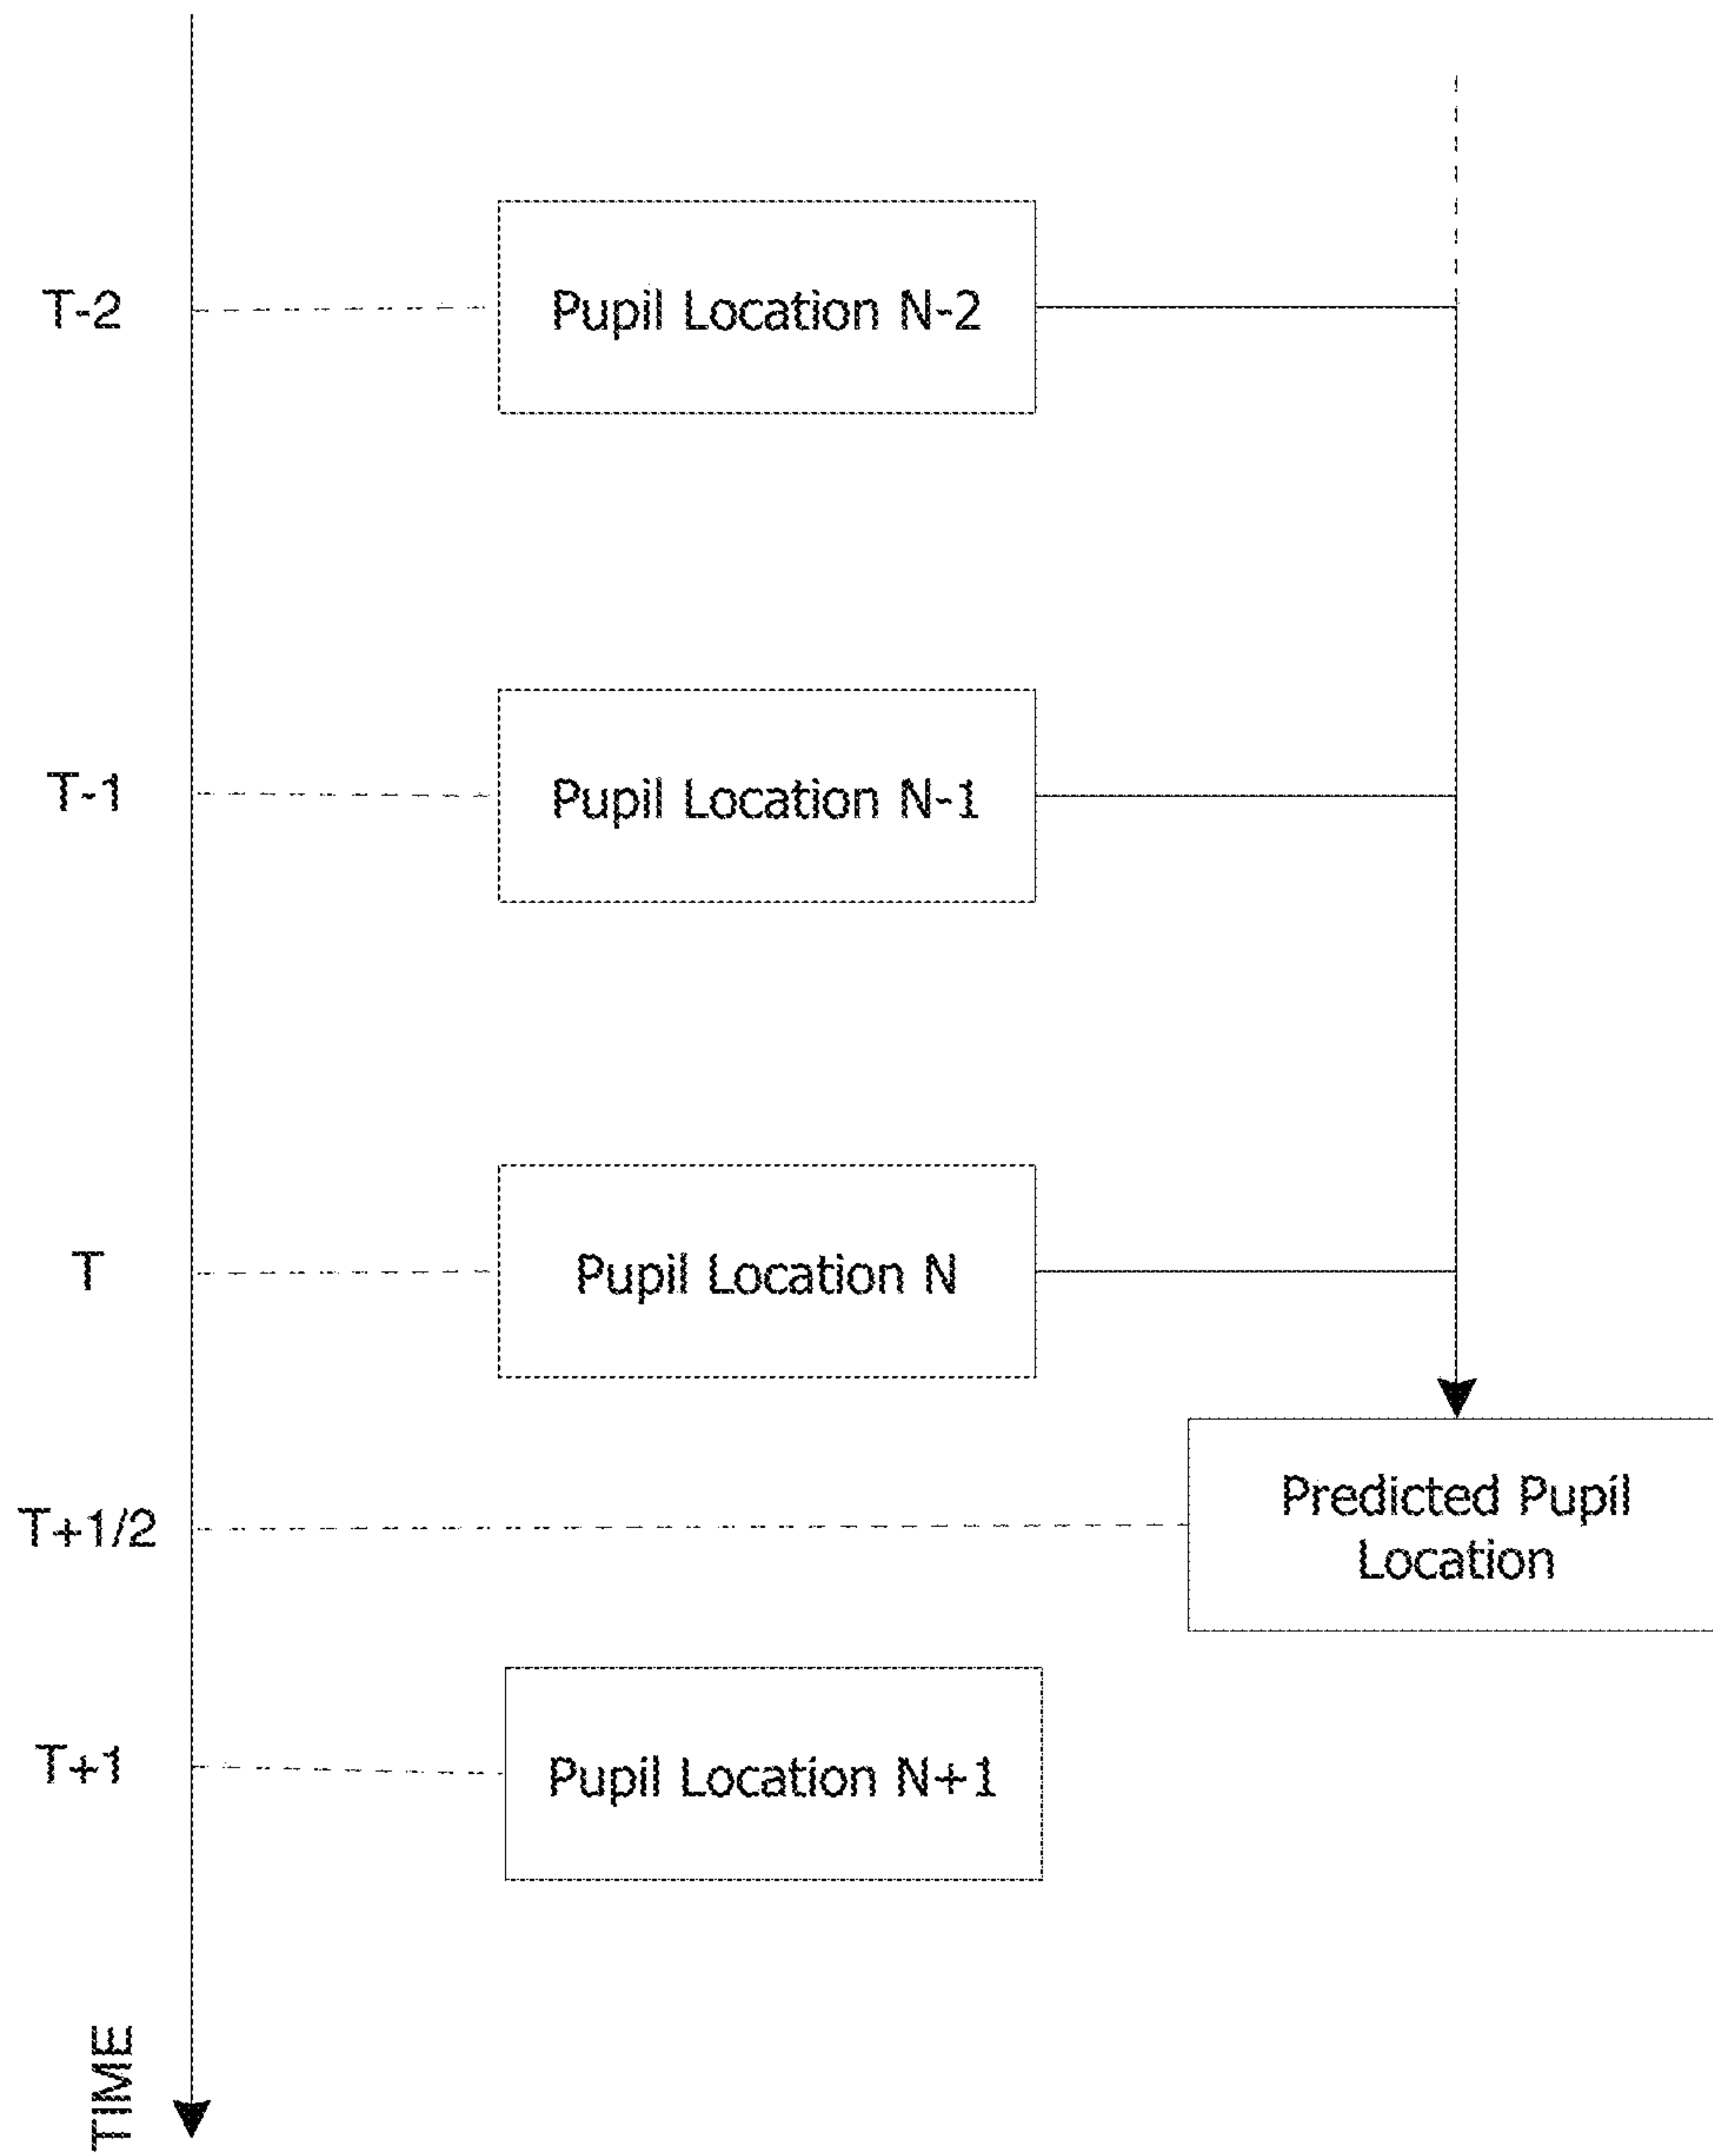 T-2
Pupil Location N-2
T-1
Pupil Location N-1
T
Pupil Location N
T+1/2
Predicted Pupil
Location
T+1
Pupil Location N+1
TIME